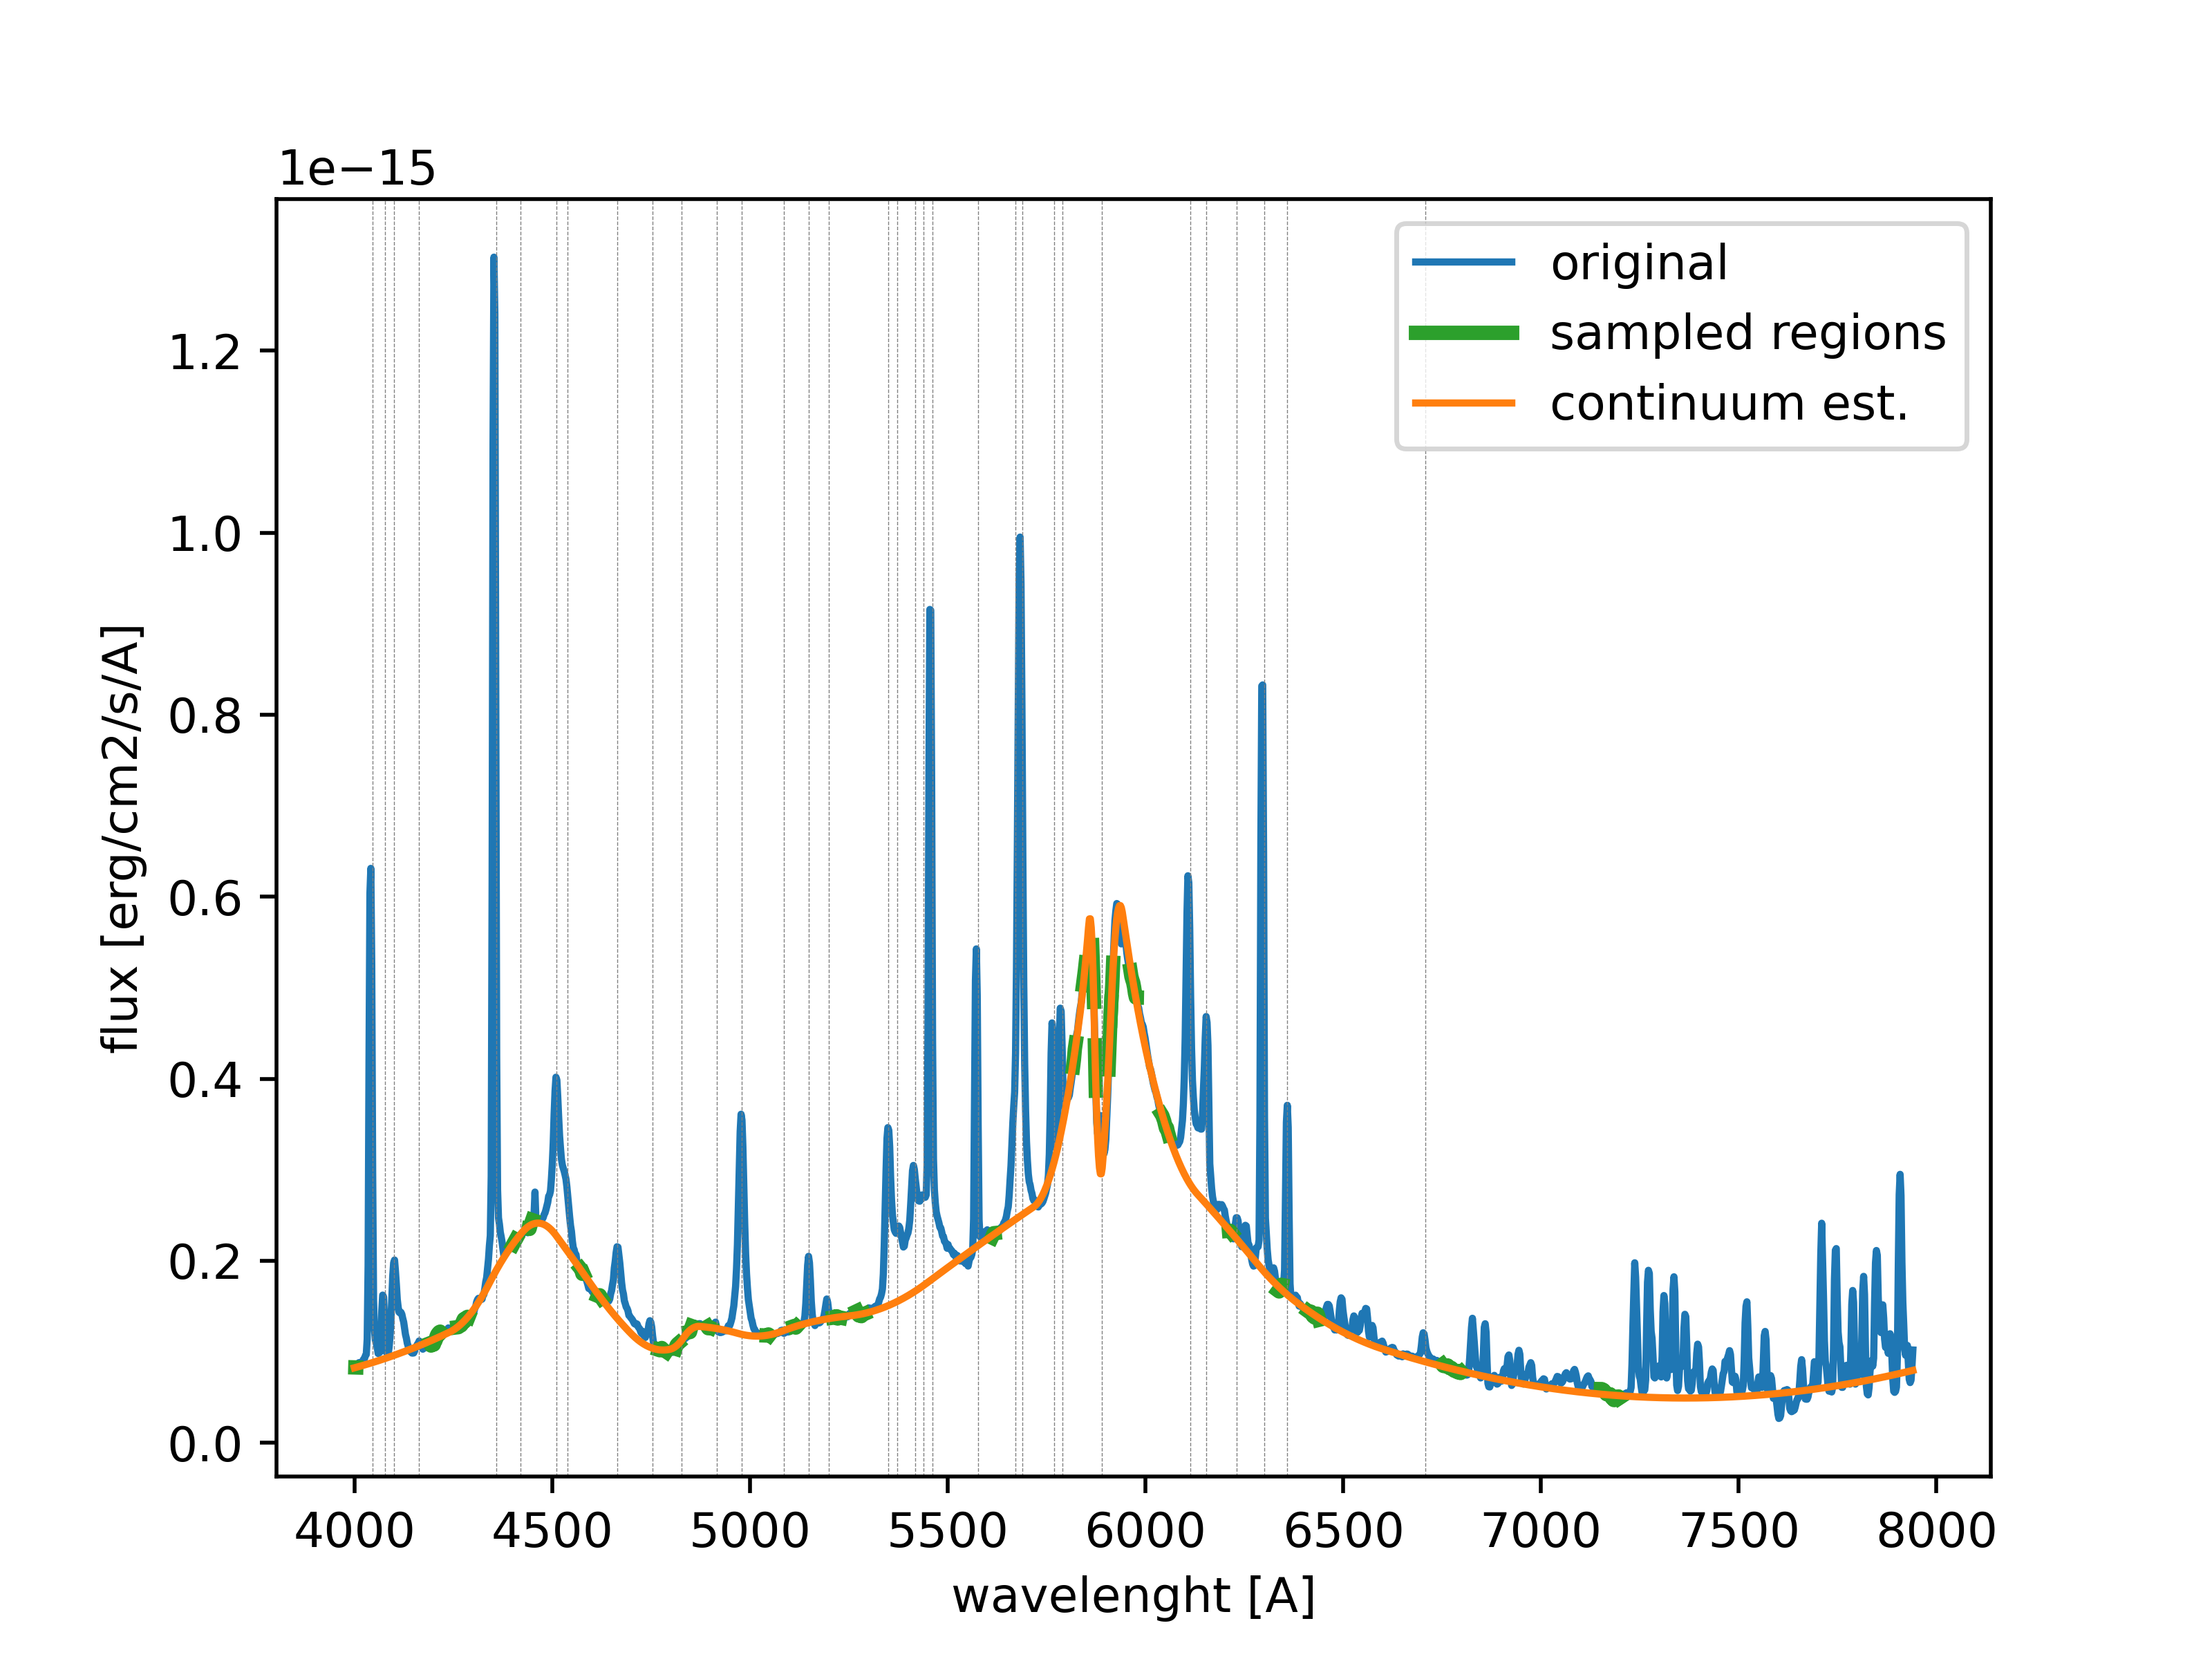 1e−15
original
sampled regions
continuum est.
flux [erg/cm2/s/A]
1.2
1.0
0.8
0.6
0.4
0.2
0.0
4000 4500 5000 5500 6000 6500 7000 7500 8000
wavelenght [A]